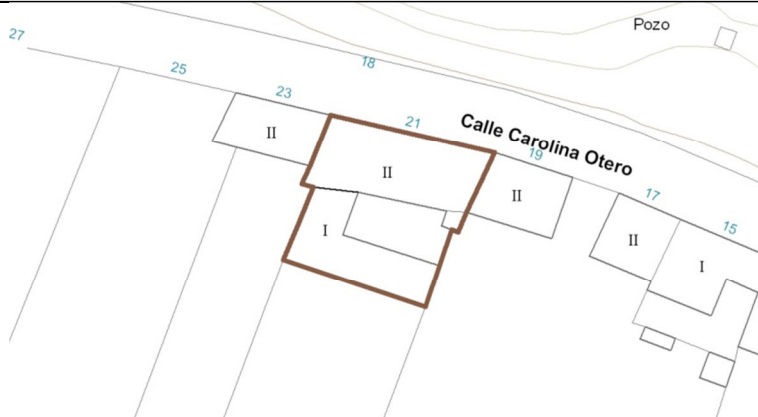 Pozo
27
25
18
23
21
Calle Carolina Otero
19
II
II
II
17
15
I
II
I